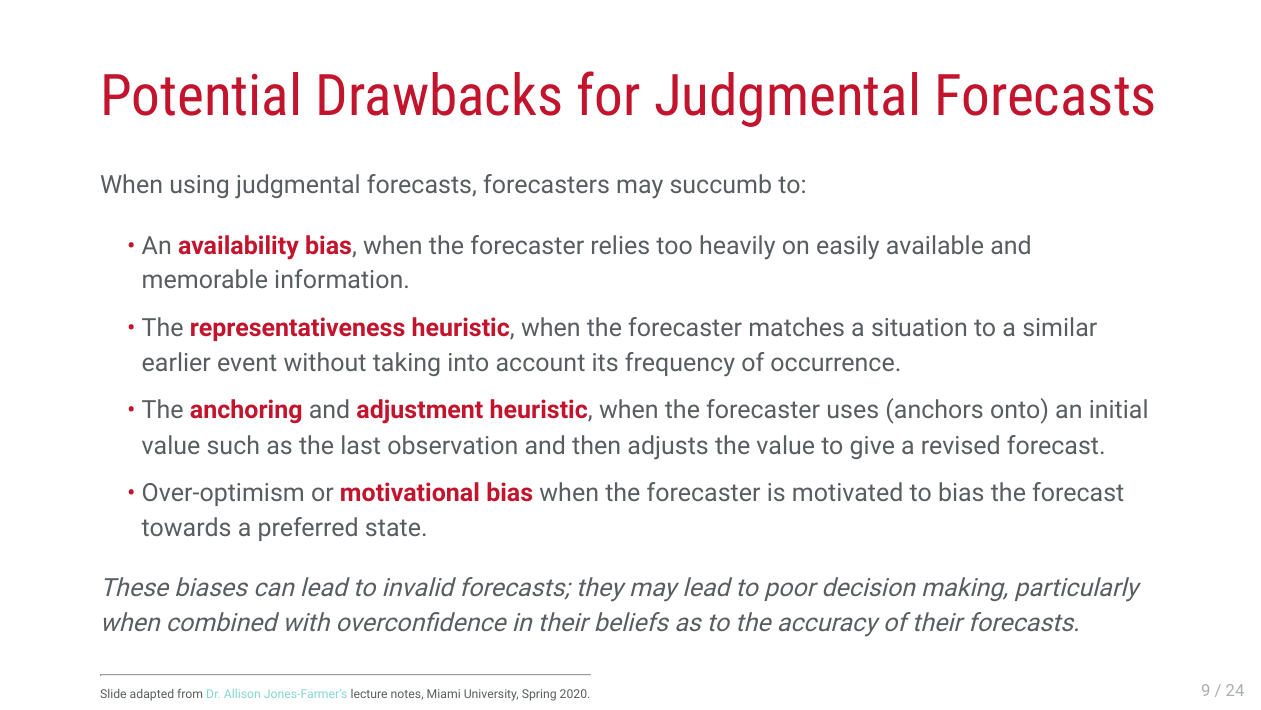 Potential Drawbacks for Judgmental Forecasts
When using judgmental forecasts, forecasters may succumb to:
• An availability bias, when the forecaster relies too heavily on easily available and
memorable information.
• The representativeness heuristic, when the forecaster matches a situation to a similar
earlier event without taking into account its frequency of occurrence.
• The anchoring and adjustment heuristic, when the forecaster uses (anchors onto) an initial
value such as the last observation and then adjusts the value to give a revised forecast.
• Over-optimism or motivational bias when the forecaster is motivated to bias the forecast
towards a preferred state.
These biases can lead to invalid forecasts; they may lead to poor decision making, particularly
when combined with overconfidence in their beliefs as to the accuracy of their forecasts.
Slide adapted from Dr. Allison Jones-Farmer's lecture notes, Miami University, Spring 2020.
9 / 24